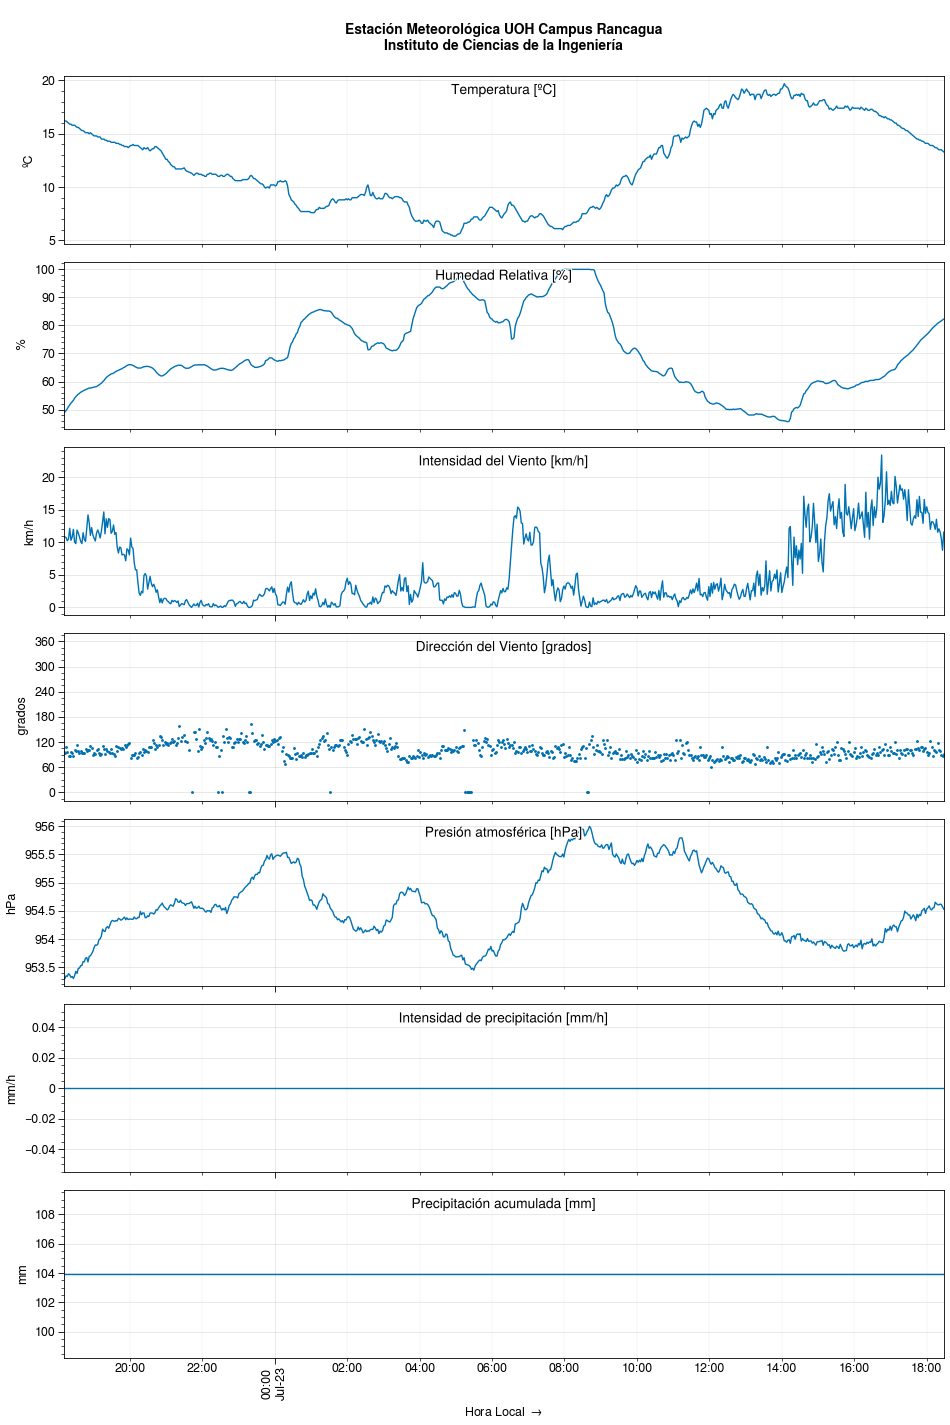 Estación Meteorológica UOH Campus Rancagua
Instituto de Ciencias de la Ingeniería
Temperatura [ºC]
ºC
20
15
10
5
Humedad Relativa [%]
%
100
90
80
70
60
50
Intensidad del Viento [km/h]
km/h
20
15
10
5
0
Dirección del Viento [grados]
grados
360
300
240
180
120
60
0
Presión atmosférica [hPa]
hPa
956
955.5
955
954.5
954
953.5
Intensidad de precipitación [mm/h]
mm/h
0.04
0.02
0
−0.02
−0.04
Precipitación acumulada [mm]
mm
108
106
104
102
100
20:00 22:00 00:00 02:00 04:00 06:00 08:00 10:00 12:00 14:00 16:00 18:00
Jul-23
Hora Local →